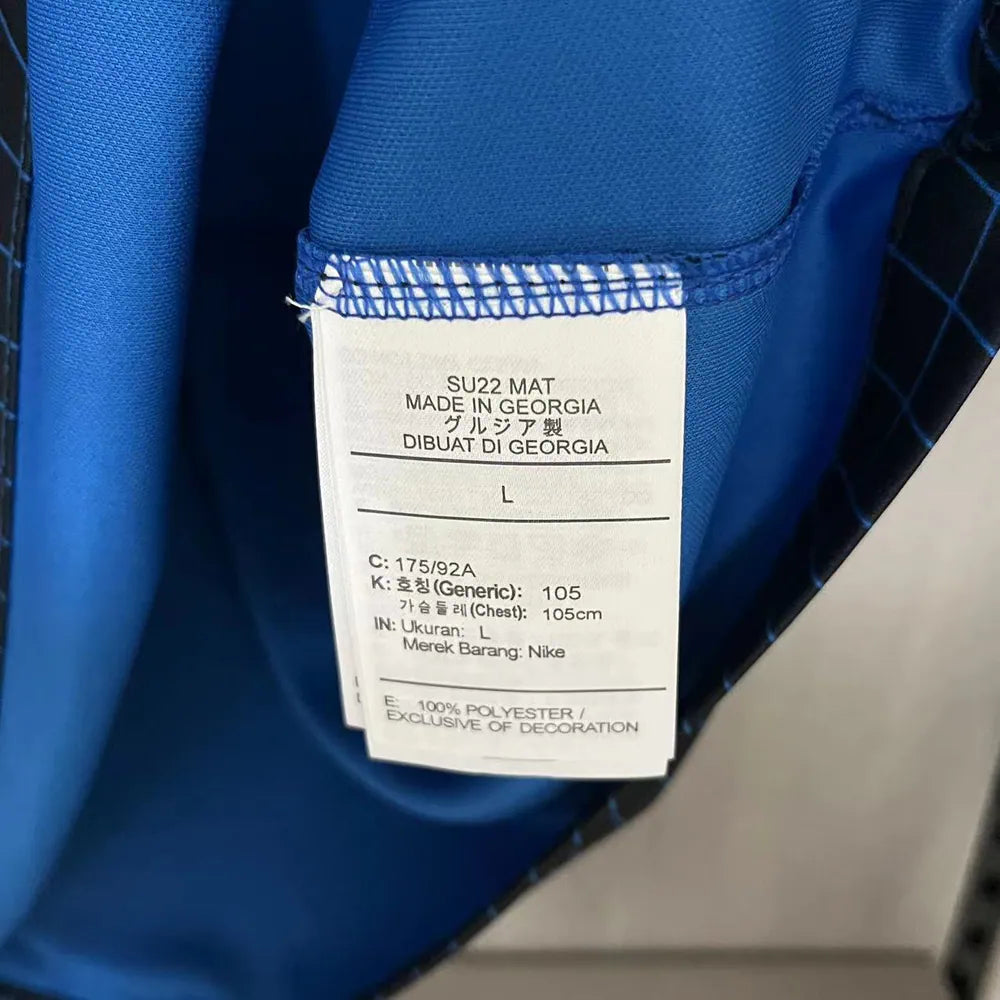 SU22 MAT
MADE IN GEORGIA
グルジア製
DIBUAT DI GEORGIA
L
C: 175/92A
K: 호칭(Generic): 105
가슴둘레(Chest): 105cm
IN: Ukuran: L
Merek Barang: Nike
E: 100% POLYESTER /
EXCLUSIVE OF DECORATION